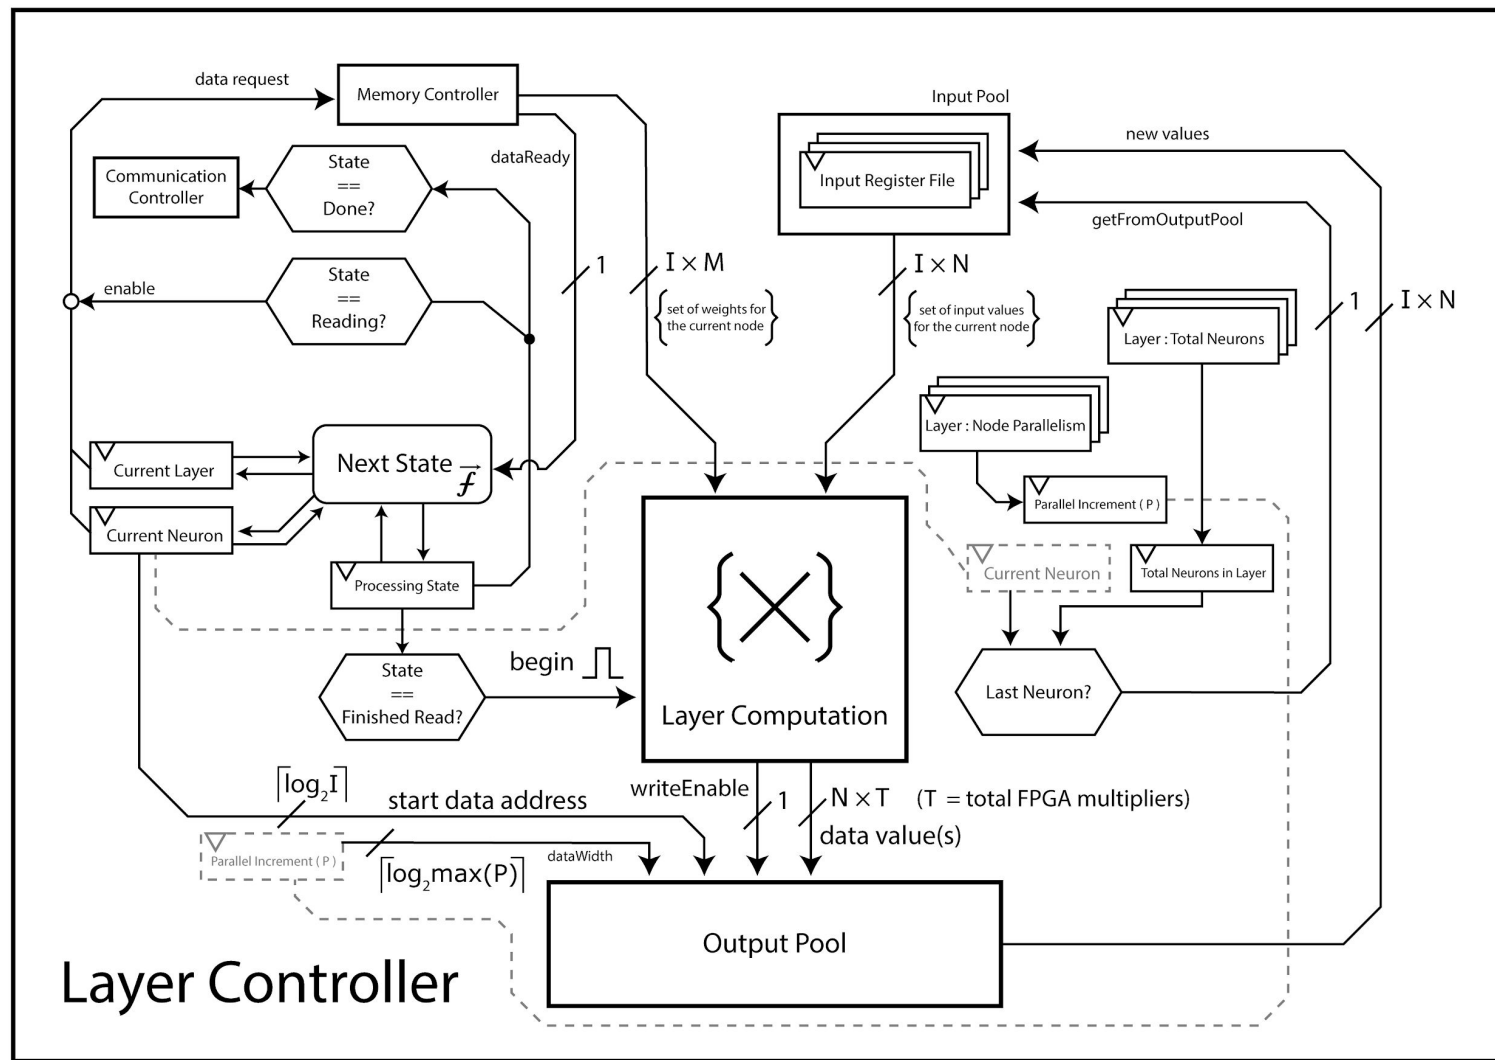 data request
Memory Controller
dataReady
Communication
Controller
State
==
Done?
enable
State
==
Reading?
1
I × M
{ set of weights for
the current node }
Input Pool
Input Register File
new values
getFromOutputPool
I × N
{ set of input values
for the current node }
1
I × N
Layer : Total Neurons
Layer : Node Parallelism
Parallel Increment ( P )
Current Neuron
Total Neurons in Layer
Last Neuron?
Current Layer
Next State f⃗
Current Neuron
Processing State
State
==
Finished Read?
begin
{×}
Layer Computation
⌈log₂I⌉
start data address
writeEnable
1
N × T (T = total FPGA multipliers)
data value(s)
Parallel Increment ( P )
⌈log₂max(P)⌉
dataWidth
Output Pool
Layer Controller